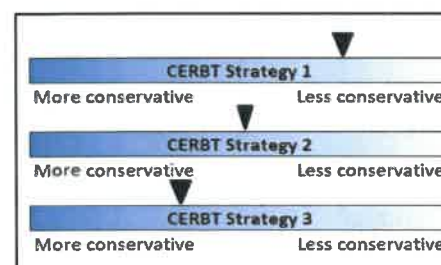 CERBT Strategy 1
More conservative Less conservative
CERBT Strategy 2
More conservative Less conservative
CERBT Strategy 3
More conservative Less conservative